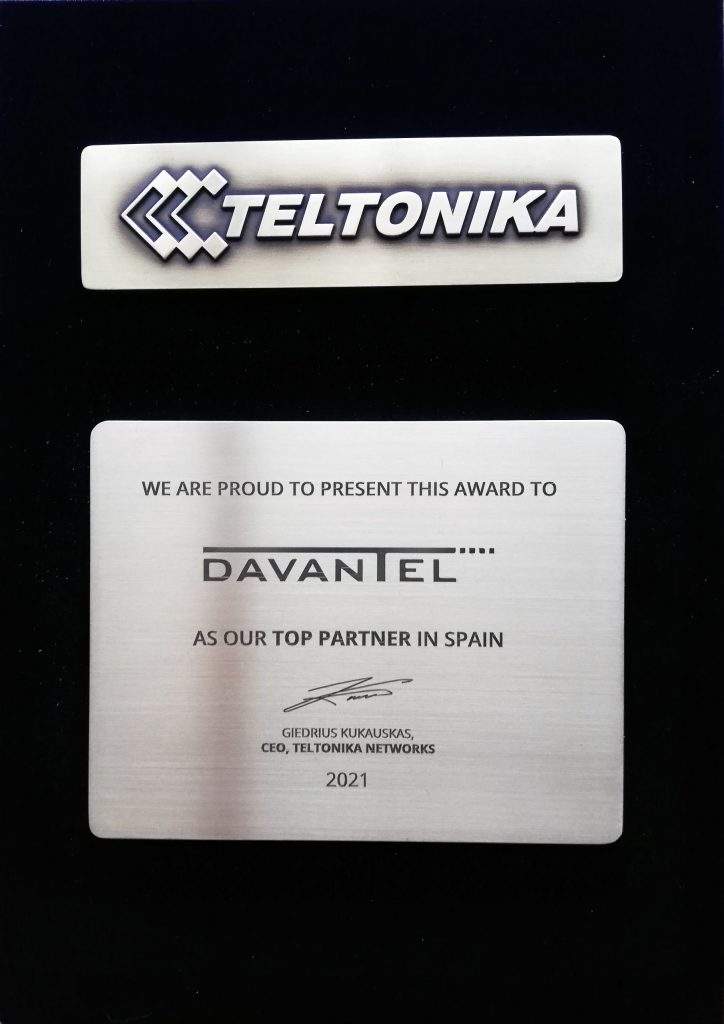 TELTONIKA
WE ARE PROUD TO PRESENT THIS AWARD TO
DAVANTEL
AS OUR TOP PARTNER IN SPAIN
GIEDRIUS KUKAUSKAS,
CEO, TELTONIKA NETWORKS
2021